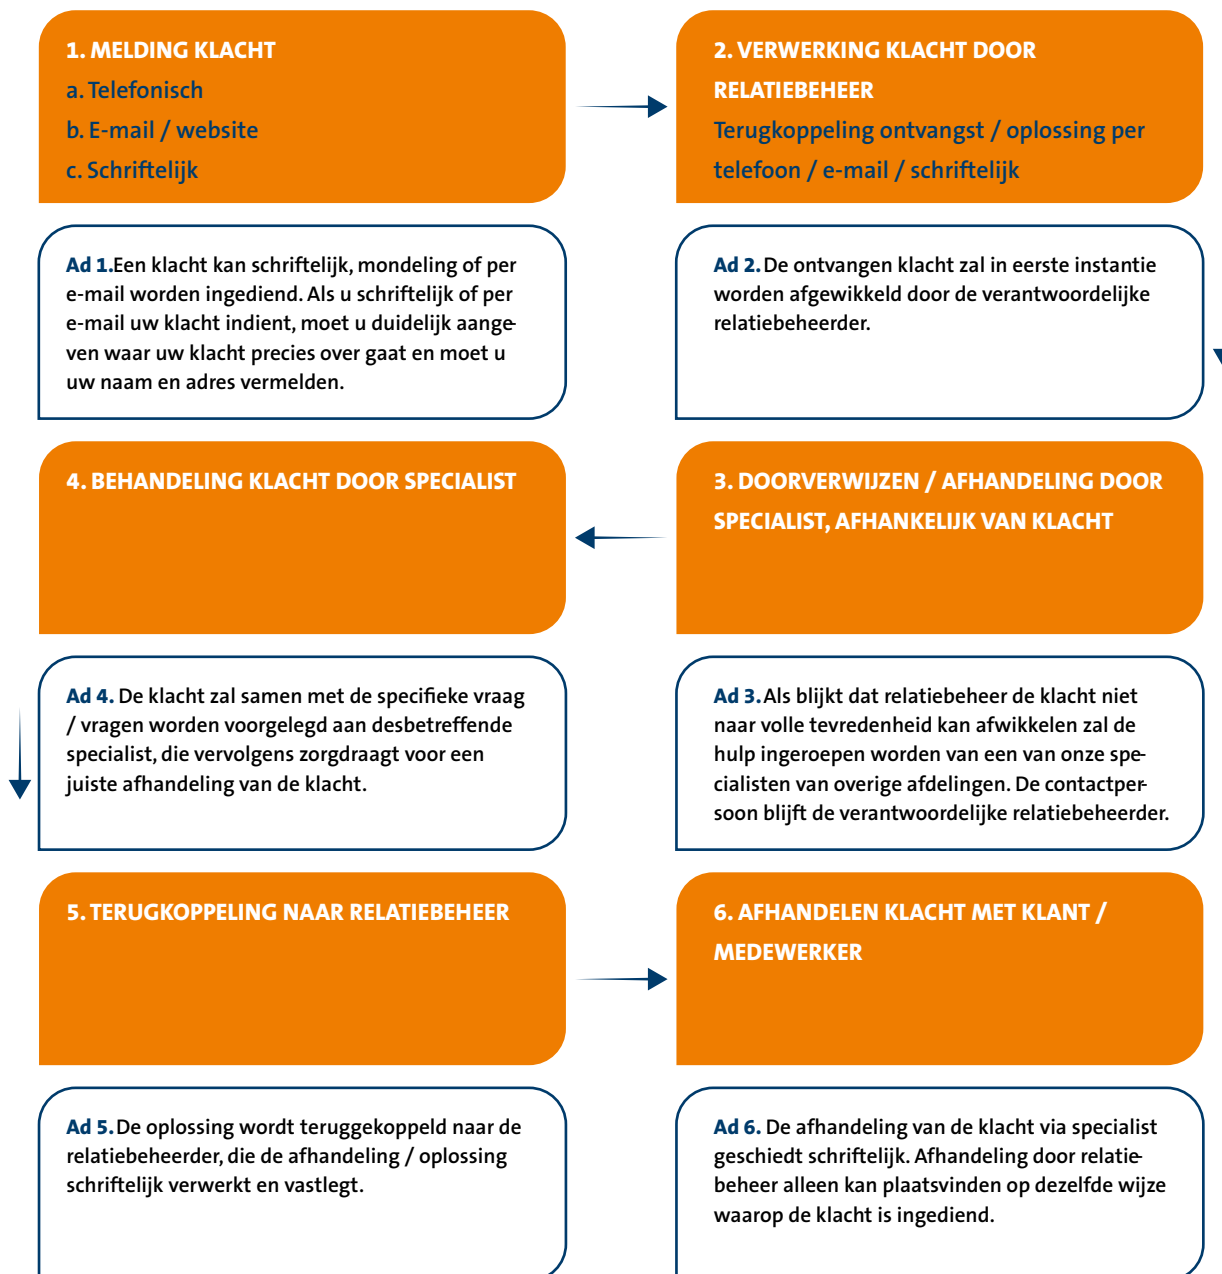 1. MELDING KLACHT
a. Telefonisch
b. E-mail / website
c. Schriftelijk
2. VERWERKING KLACHT DOOR
RELATIEBEHEER
Terugkoppeling ontvangst / oplossing per
telefoon / e-mail / schriftelijk
Ad 1.Een klacht kan schriftelijk, mondeling of per
e-mail worden ingediend. Als u schriftelijk of per
e-mail uw klacht indient, moet u duidelijk aange-
ven waar uw klacht precies over gaat en moet u
uw naam en adres vermelden.
Ad 2. De ontvangen klacht zal in eerste instantie
worden afgewikkeld door de verantwoordelijke
relatiebeheerder.
3. DOORVERWIJZEN / AFHANDELING DOOR
SPECIALIST, AFHANKELIJK VAN KLACHT
4. BEHANDELING KLACHT DOOR SPECIALIST
Ad 3. Als blijkt dat relatiebeheer de klacht niet
naar volle tevredenheid kan afwikkelen zal de
hulp ingeroepen worden van een van onze spe-
cialisten van overige afdelingen. De contactper-
soon blijft de verantwoordelijke relatiebeheerder.
Ad 4. De klacht zal samen met de specifieke vraag
/ vragen worden voorgelegd aan desbetreffende
specialist, die vervolgens zorgdraagt voor een
juiste afhandeling van de klacht.
5. TERUGKOPPELING NAAR RELATIEBEHEER
6. AFHANDELEN KLACHT MET KLANT /
MEDEWERKER
Ad 5. De oplossing wordt teruggekoppeld naar de
relatiebeheerder, die de afhandeling / oplossing
schriftelijk verwerkt en vastlegt.
Ad 6. De afhandeling van de klacht via specialist
geschiedt schriftelijk. Afhandeling door relatie-
beheer alleen kan plaatsvinden op dezelfde wijze
waarop de klacht is ingediend.